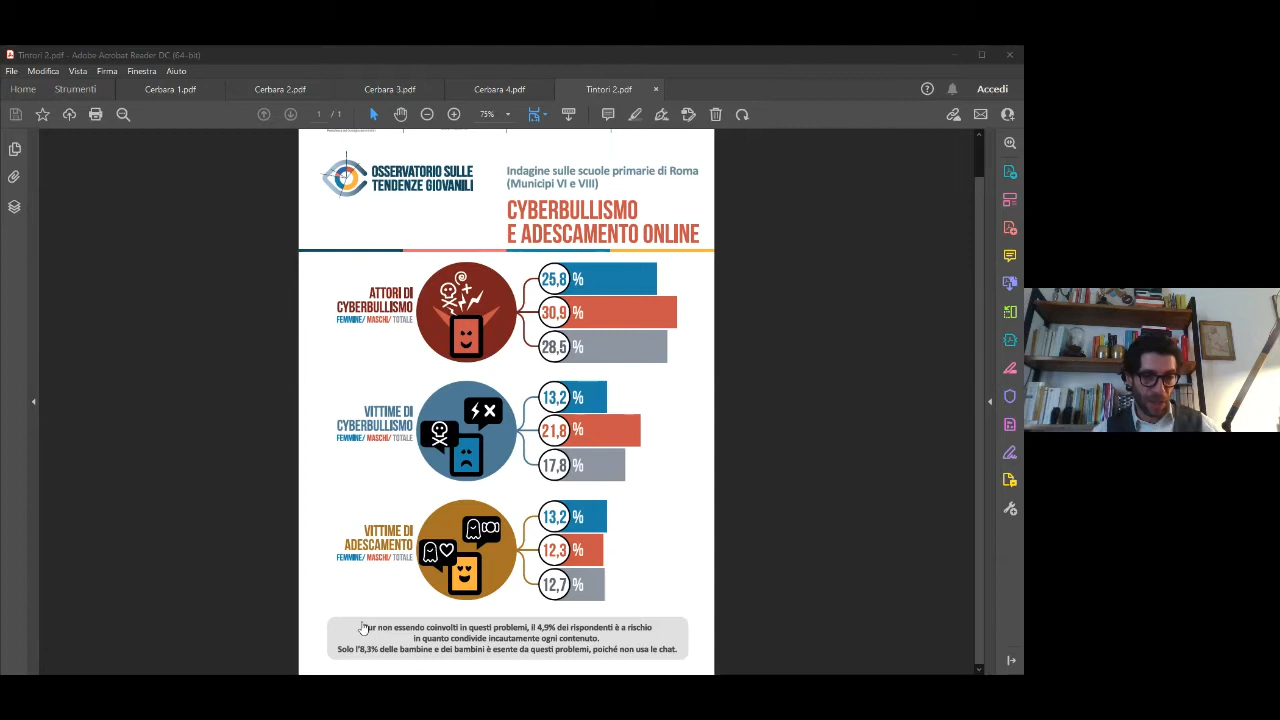 Tintori 2.pdf - Adobe Acrobat Reader DC (64-bit)
File Modifica Vista Firma Finestra Aiuto
Home Strumenti Cerbara 1.pdf Cerbara 2.pdf Cerbara 3.pdf Cerbara 4.pdf Tintori 2.pdf × Accedi
1 / 1 75%
OSSERVATORIO SULLE
TENDENZE GIOVANILI
Indagine sulle scuole primarie di Roma
(Municipi VI e VIII)
CYBERBULLISMO
E ADESCAMENTO ONLINE
ATTORI DI
CYBERBULLISMO
FEMMINE/ MASCHI/ TOTALE
25,8 %
30,9 %
28,5 %
VITTIME DI
CYBERBULLISMO
FEMMINE/ MASCHI/ TOTALE
13,2 %
21,8 %
17,8 %
VITTIME DI
ADESCAMENTO
FEMMINE/ MASCHI/ TOTALE
13,2 %
12,3 %
12,7 %
Pur non essendo coinvolti in questi problemi, il 4,9% dei rispondenti è a rischio
in quanto condivide incautamente ogni contenuto.
Solo l'8,3% delle bambine e dei bambini è esente da questi problemi, poiché non usa le chat.